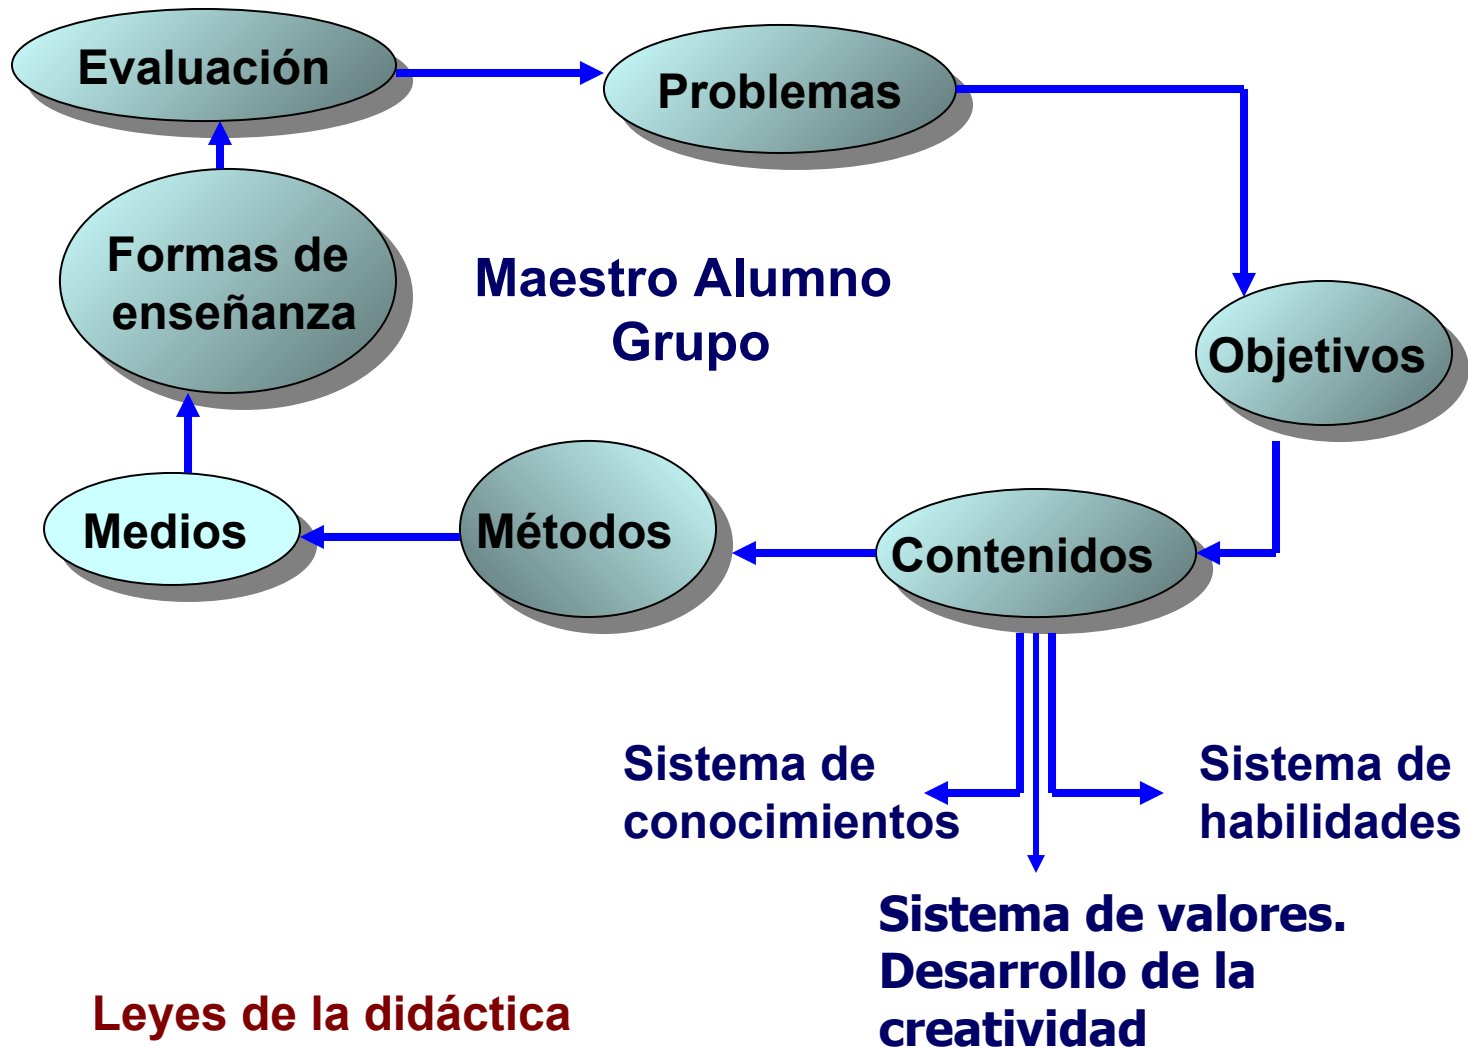 Evaluación
Problemas
Formas de
enseñanza
Maestro Alumno
Grupo
Objetivos
Medios
Métodos
Contenidos
Sistema de
conocimientos
Sistema de
habilidades
Sistema de valores.
Desarrollo de la
creatividad
Leyes de la didáctica